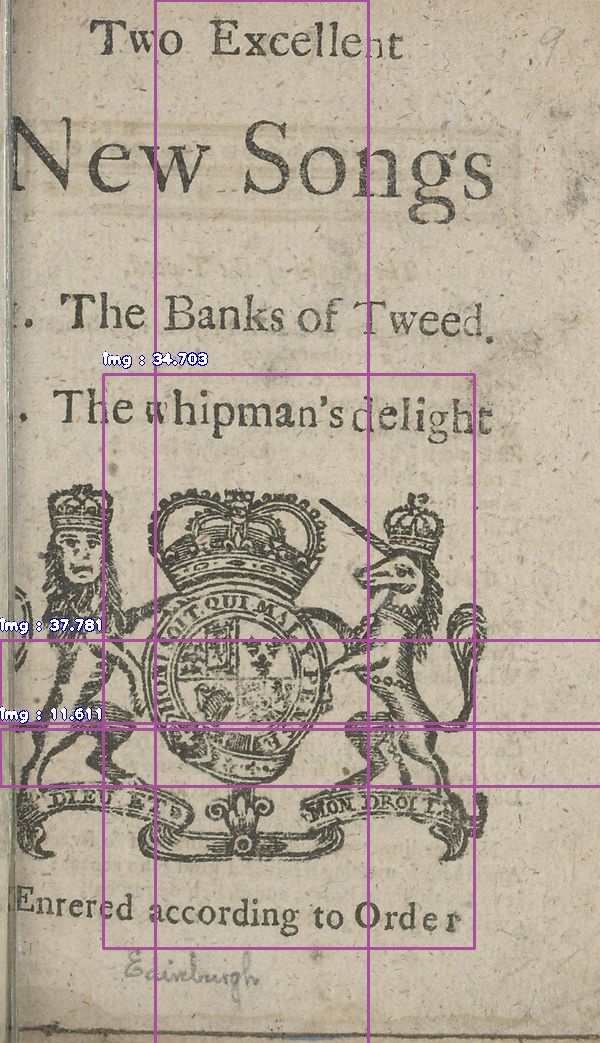 9
Two Excellent
New Songs
. The Banks of Tweed.
. The whipman's delight
HONI SOIT QUI MAL Y PENSE
DIEU ET
MON DROIT
Enrered according to Order
Edinburgh
img : 34.703
img : 37.781
img : 11.611